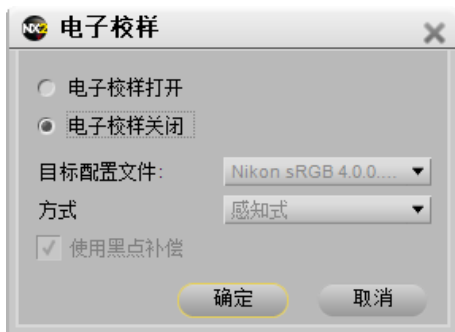 NX2 电子校样
电子校样打开
电子校样关闭
目标配置文件: Nikon sRGB 4.0.0....
方式 感知式
使用黑点补偿
确定 取消